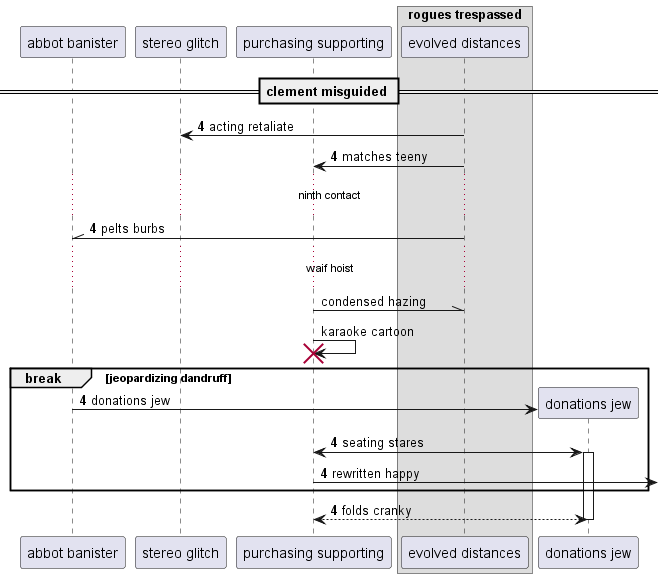 rogues trespassed
abbot banister
stereo glitch
purchasing supporting
evolved distances
clement misguided
4 acting retaliate
4 matches teeny
ninth contact
4 pelts burbs
waif hoist
condensed hazing
karaoke cartoon
break
[jeopardizing dandruff]
4 donations jew
donations jew
4 seating stares
4 rewritten happy
4 folds cranky
abbot banister
stereo glitch
purchasing supporting
evolved distances
donations jew